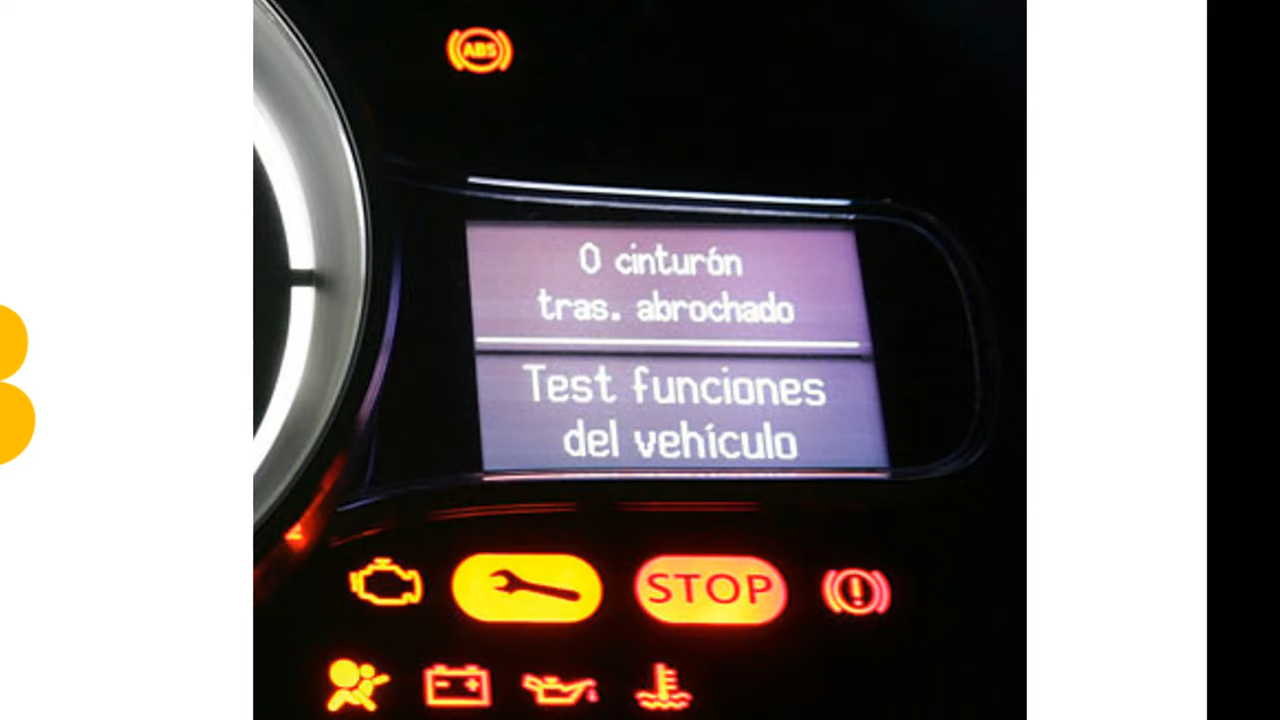 ABS
0 cinturón
tras. abrochado
Test funciones
del vehículo
STOP